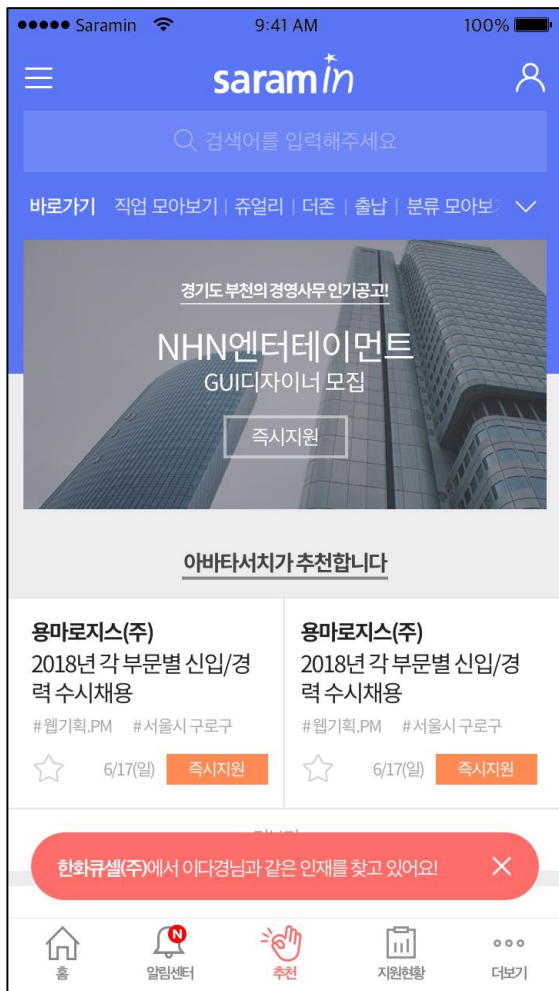 Saramin 9:41 AM 100%
saramin
검색어를 입력해주세요
바로가기 직업 모아보기 | 쥬얼리 | 더존 | 출납 | 분류 모아보
경기도 부천의 경영사무 인기공고!
NHN엔터테이먼트
GUI디자이너 모집
즉시지원
아바타서치가 추천합니다
용마로지스(주)
2018년 각 부문별 신입/경
력 수시채용
#웹기획.PM #서울시 구로구
6/17(일) 즉시지원
용마로지스(주)
2018년 각 부문별 신입/경
력 수시채용
#웹기획.PM #서울시 구로구
6/17(일) 즉시지원
한화큐셀(주)에서 이다경님과 같은 인재를 찾고 있어요!
N
홈 알림센터 추천 지원현황 더보기